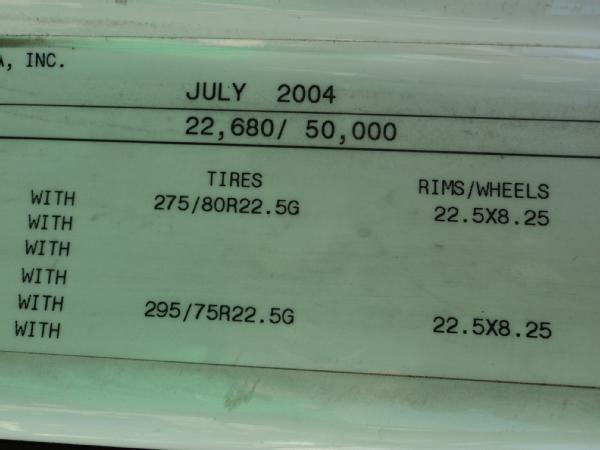 A, INC.
JULY 2004
22,680/ 50,000
TIRES RIMS/WHEELS
WITH 275/80R22.5G 22.5X8.25
WITH
WITH
WITH
WITH 295/75R22.5G 22.5X8.25
WITH